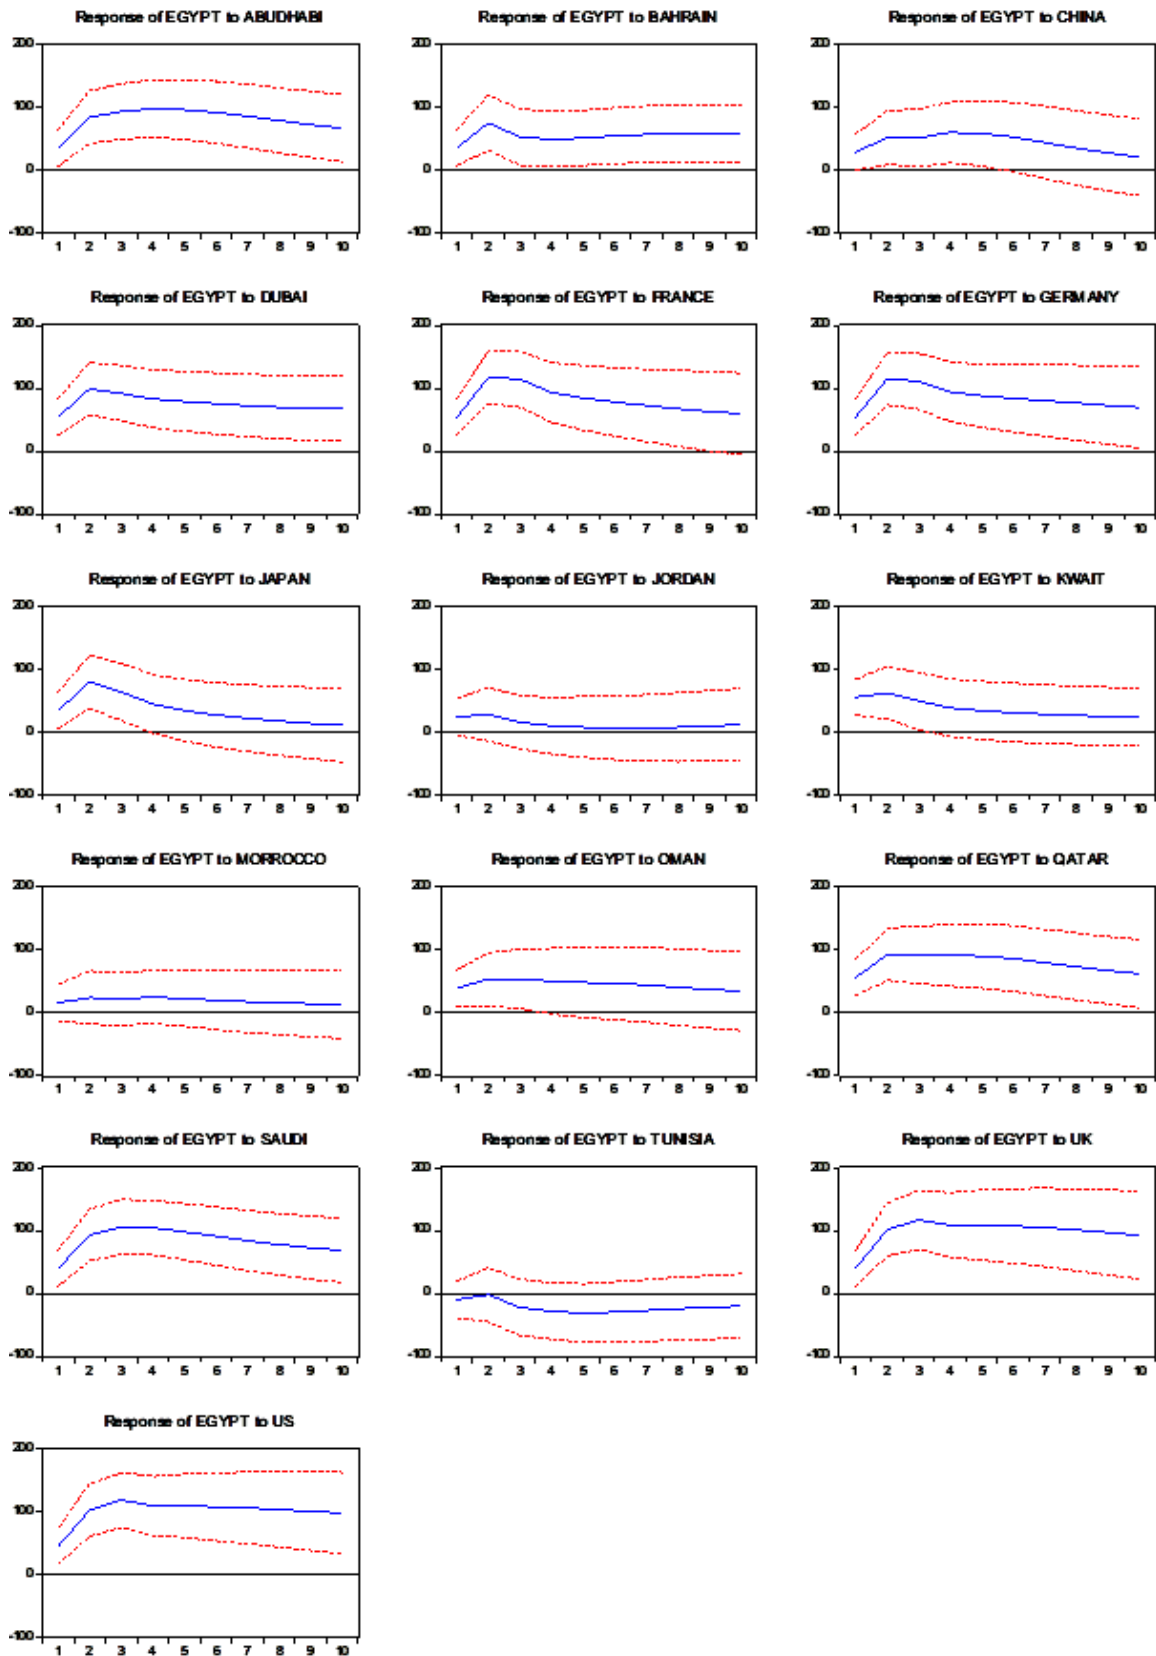 Response of EGYPT to ABUDHABI
200
100
0
-100
1 2 3 4 5 6 7 8 9 10
Response of EGYPT to BAHRAIN
200
100
0
-100
1 2 3 4 5 6 7 8 9 10
Response of EGYPT to CHINA
200
100
0
-100
1 2 3 4 5 6 7 8 9 10
Response of EGYPT to DUBAI
200
100
0
-100
1 2 3 4 5 6 7 8 9 10
Response of EGYPT to FRANCE
200
100
0
-100
1 2 3 4 5 6 7 8 9 10
Response of EGYPT to GERMANY
200
100
0
-100
1 2 3 4 5 6 7 8 9 10
Response of EGYPT to JAPAN
200
100
0
-100
1 2 3 4 5 6 7 8 9 10
Response of EGYPT to JORDAN
200
100
0
-100
1 2 3 4 5 6 7 8 9 10
Response of EGYPT to KWAIT
200
100
0
-100
1 2 3 4 5 6 7 8 9 10
Response of EGYPT to MORROCCO
200
100
0
-100
1 2 3 4 5 6 7 8 9 10
Response of EGYPT to OMAN
200
100
0
-100
1 2 3 4 5 6 7 8 9 10
Response of EGYPT to QATAR
200
100
0
-100
1 2 3 4 5 6 7 8 9 10
Response of EGYPT to SAUDI
200
100
0
-100
1 2 3 4 5 6 7 8 9 10
Response of EGYPT to TUNISIA
200
100
0
-100
1 2 3 4 5 6 7 8 9 10
Response of EGYPT to UK
200
100
0
-100
1 2 3 4 5 6 7 8 9 10
Response of EGYPT to US
200
100
0
-100
1 2 3 4 5 6 7 8 9 10